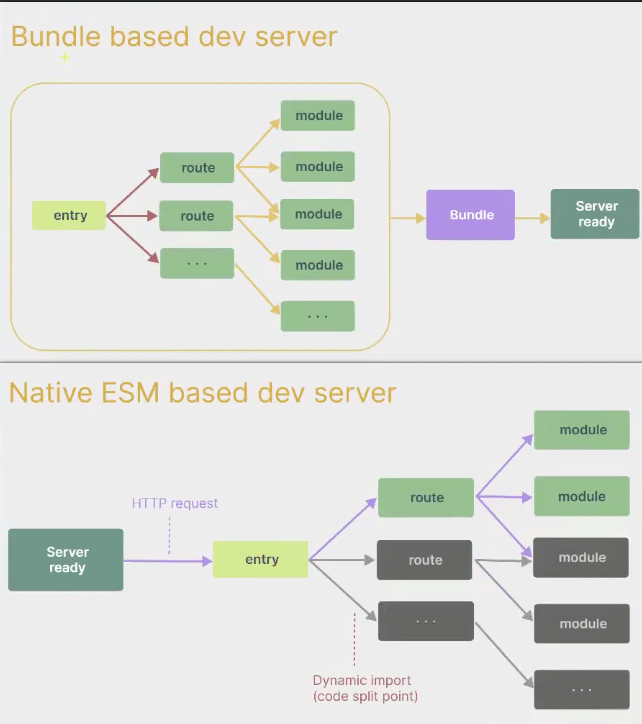 Bundle based dev server
module
route
module
entry
route
module
Bundle
Server
ready
. . .
module
. . .
Native ESM based dev server
module
HTTP request
route
module
Server
ready
entry
route
module
. . .
module
Dynamic import
(code split point)
. . .